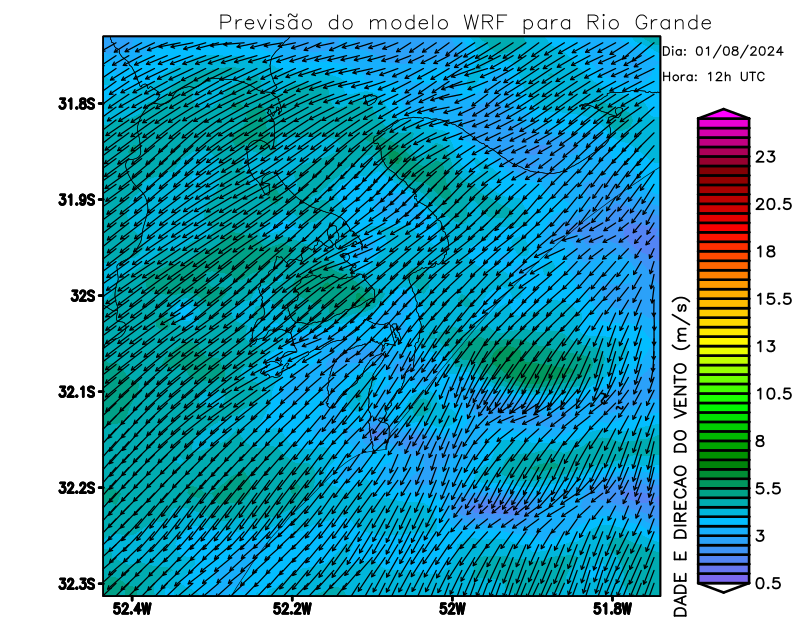 Previsão do modelo WRF para Rio Grande
Dia: 01/08/2024
Hora: 12h UTC
31.8S
31.9S
32S
32.1S
32.2S
32.3S
52.4W
52.2W
52W
51.8W
23
20.5
18
15.5
13
10.5
8
5.5
3
0.5
DADE E DIRECAO DO VENTO (m/s)